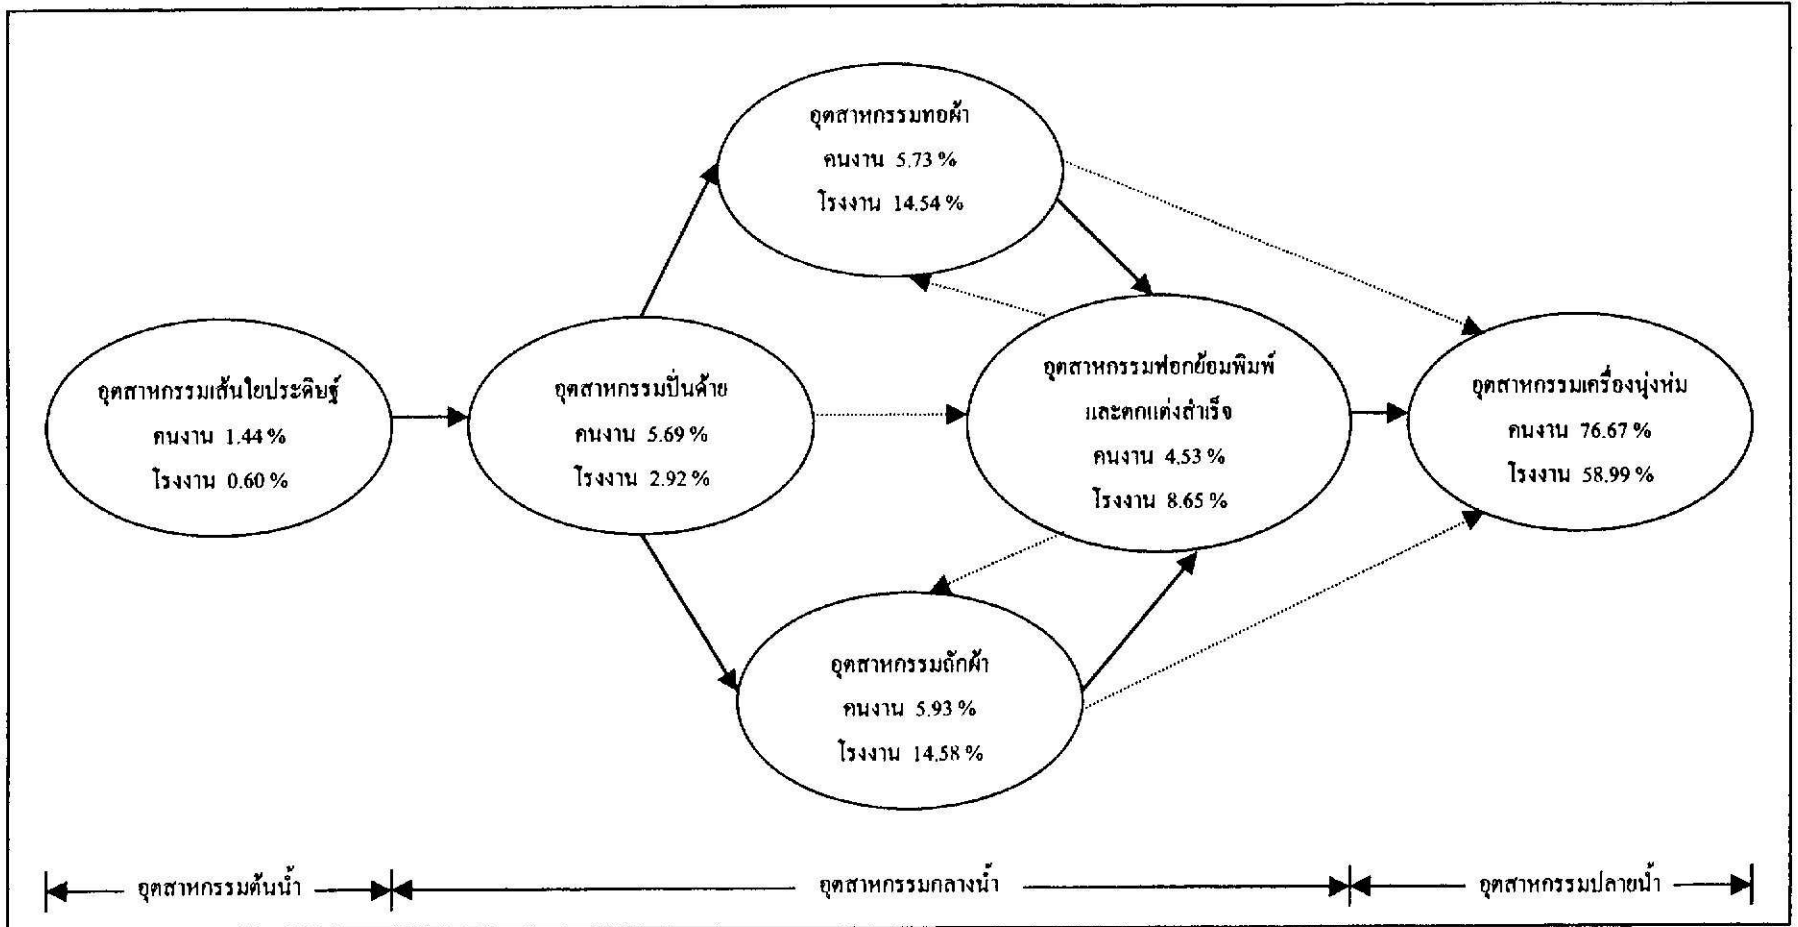 อุตสาหกรรมทอผ้า
คนงาน 5.73 %
โรงงาน 14.54 %
อุตสาหกรรมเส้นใยประดิษฐ์
คนงาน 1.44 %
โรงงาน 0.60 %
อุตสาหกรรมปั่นด้าย
คนงาน 5.69 %
โรงงาน 2.92 %
อุตสาหกรรมฟอกย้อมพิมพ์
และตกแต่งสำเร็จ
คนงาน 4.53 %
โรงงาน 8.65 %
อุตสาหกรรมเครื่องนุ่งห่ม
คนงาน 76.67 %
โรงงาน 58.99 %
อุตสาหกรรมถักผ้า
คนงาน 5.93 %
โรงงาน 14.58 %
อุตสาหกรรมต้นน้ำ
อุตสาหกรรมกลางน้ำ
อุตสาหกรรมปลายน้ำ